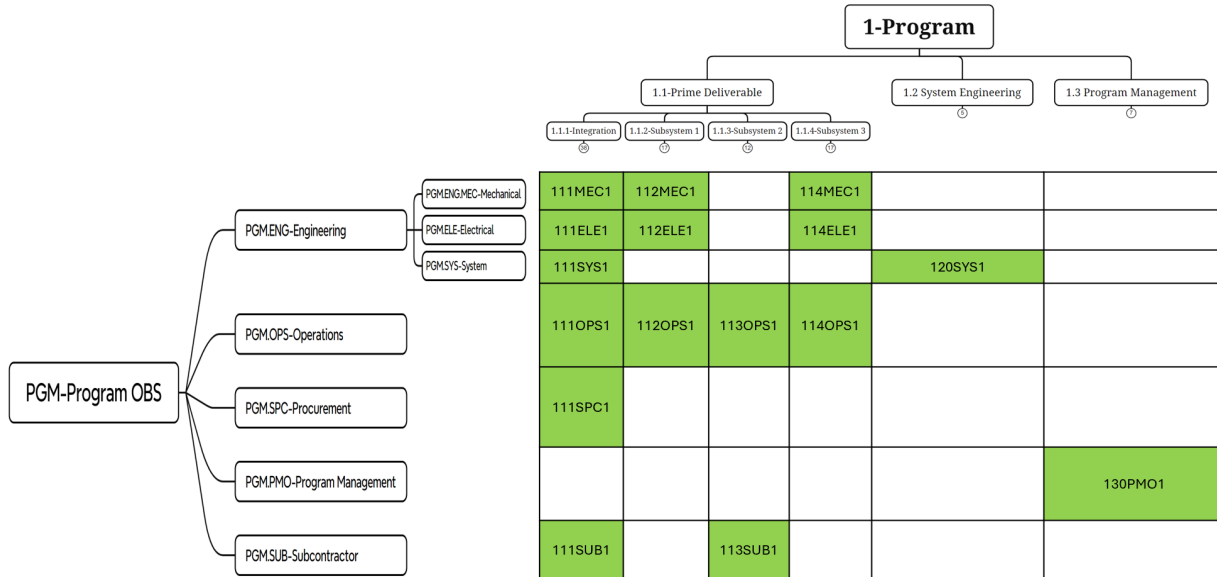 1-Program
1.1-Prime Deliverable
1.2 System Engineering
1.3 Program Management
5
7
1.1.1-Integration
1.1.2-Subsystem 1
1.1.3-Subsystem 2
1.1.4-Subsystem 3
17
12
17
PGM-Program OBS
PGM.ENG-Engineering
PGM.ENG.MEC-Mechanical
111MEC1
112MEC1
114MEC1
PGM.ELE-Electrical
111ELE1
112ELE1
114ELE1
PGM.SYS-System
111SYS1
120SYS1
PGM.OPS-Operations
111OPS1
112OPS1
113OPS1
114OPS1
PGM.SPC-Procurement
111SPC1
PGM.PMO-Program Management
130PMO1
PGM.SUB-Subcontractor
111SUB1
113SUB1